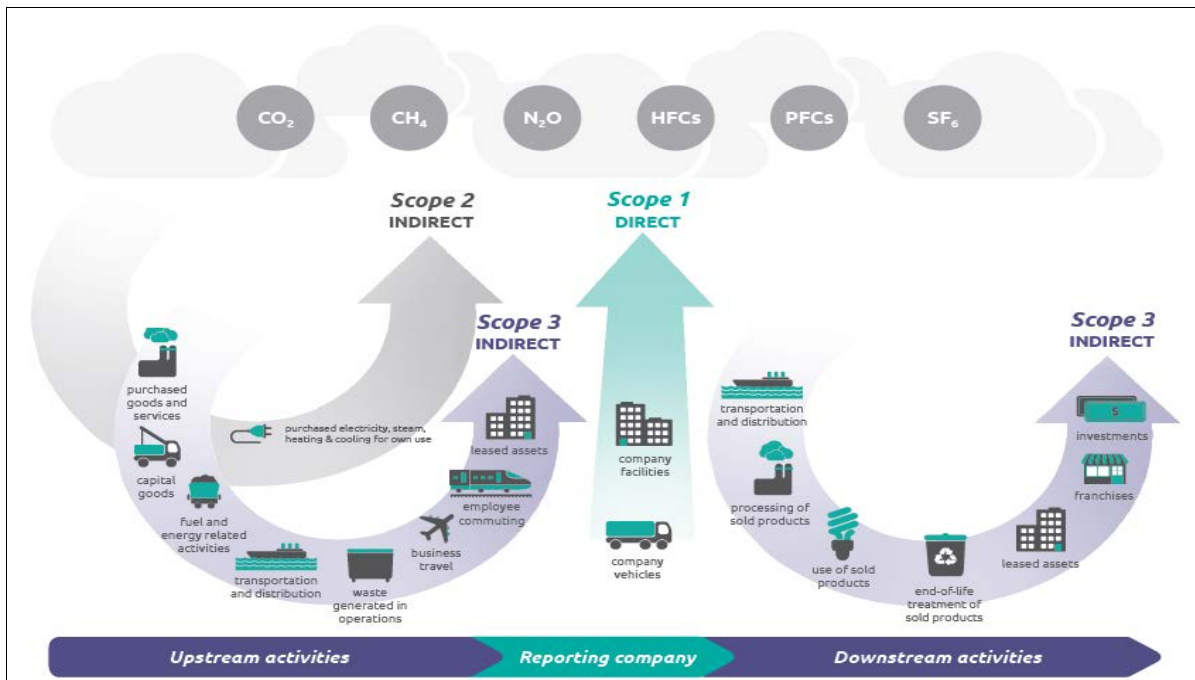 CO₂ CH₄ N₂O HFCs PFCs SF₆
Scope 2
INDIRECT
Scope 1
DIRECT
Scope 3
INDIRECT
Scope 3
INDIRECT
purchased
goods and
services
capital
goods
fuel and
energy related
activities
purchased electricity, steam,
heating & cooling for own use
transportation
and distribution
waste
generated in
operations
business
travel
employee
commuting
leased assets
company
facilities
company
vehicles
transportation
and distribution
processing of
sold products
use of sold
products
end-of-life
treatment of
sold products
leased assets
franchises
investments
Upstream activities
Reporting company
Downstream activities